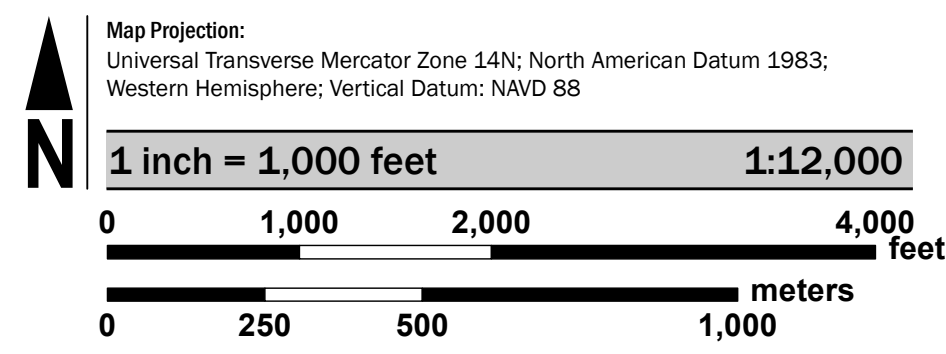 Map Projection:
Universal Transverse Mercator Zone 14N; North American Datum 1983;
Western Hemisphere; Vertical Datum: NAVD 88
N
1 inch = 1,000 feet 1:12,000
0 1,000 2,000 4,000
feet
meters
0 250 500 1,000